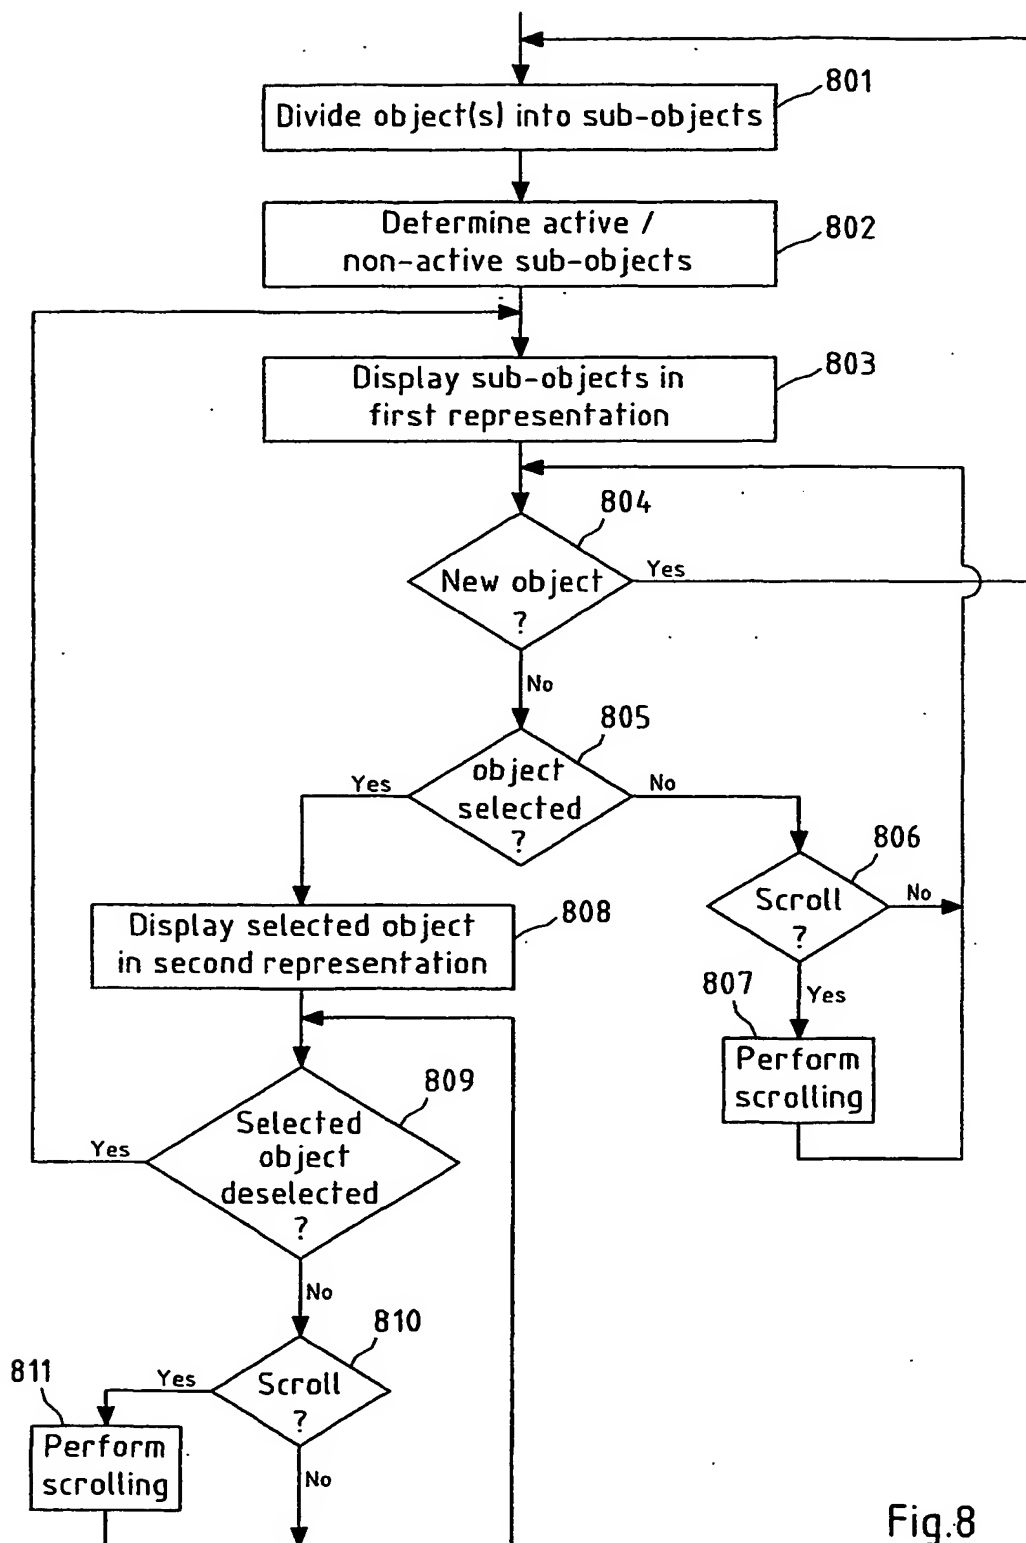 801
Divide object(s) into sub-objects
802
Determine active /
non-active sub-objects
803
Display sub-objects in
first representation
804
New object
?
Yes
No
805
object
selected
?
Yes
No
806
Scroll
?
No
Yes
808
Display selected object
in second representation
807
Perform
scrolling
809
Selected
object
deselected
?
Yes
No
810
Scroll
?
Yes
No
811
Perform
scrolling
Fig.8